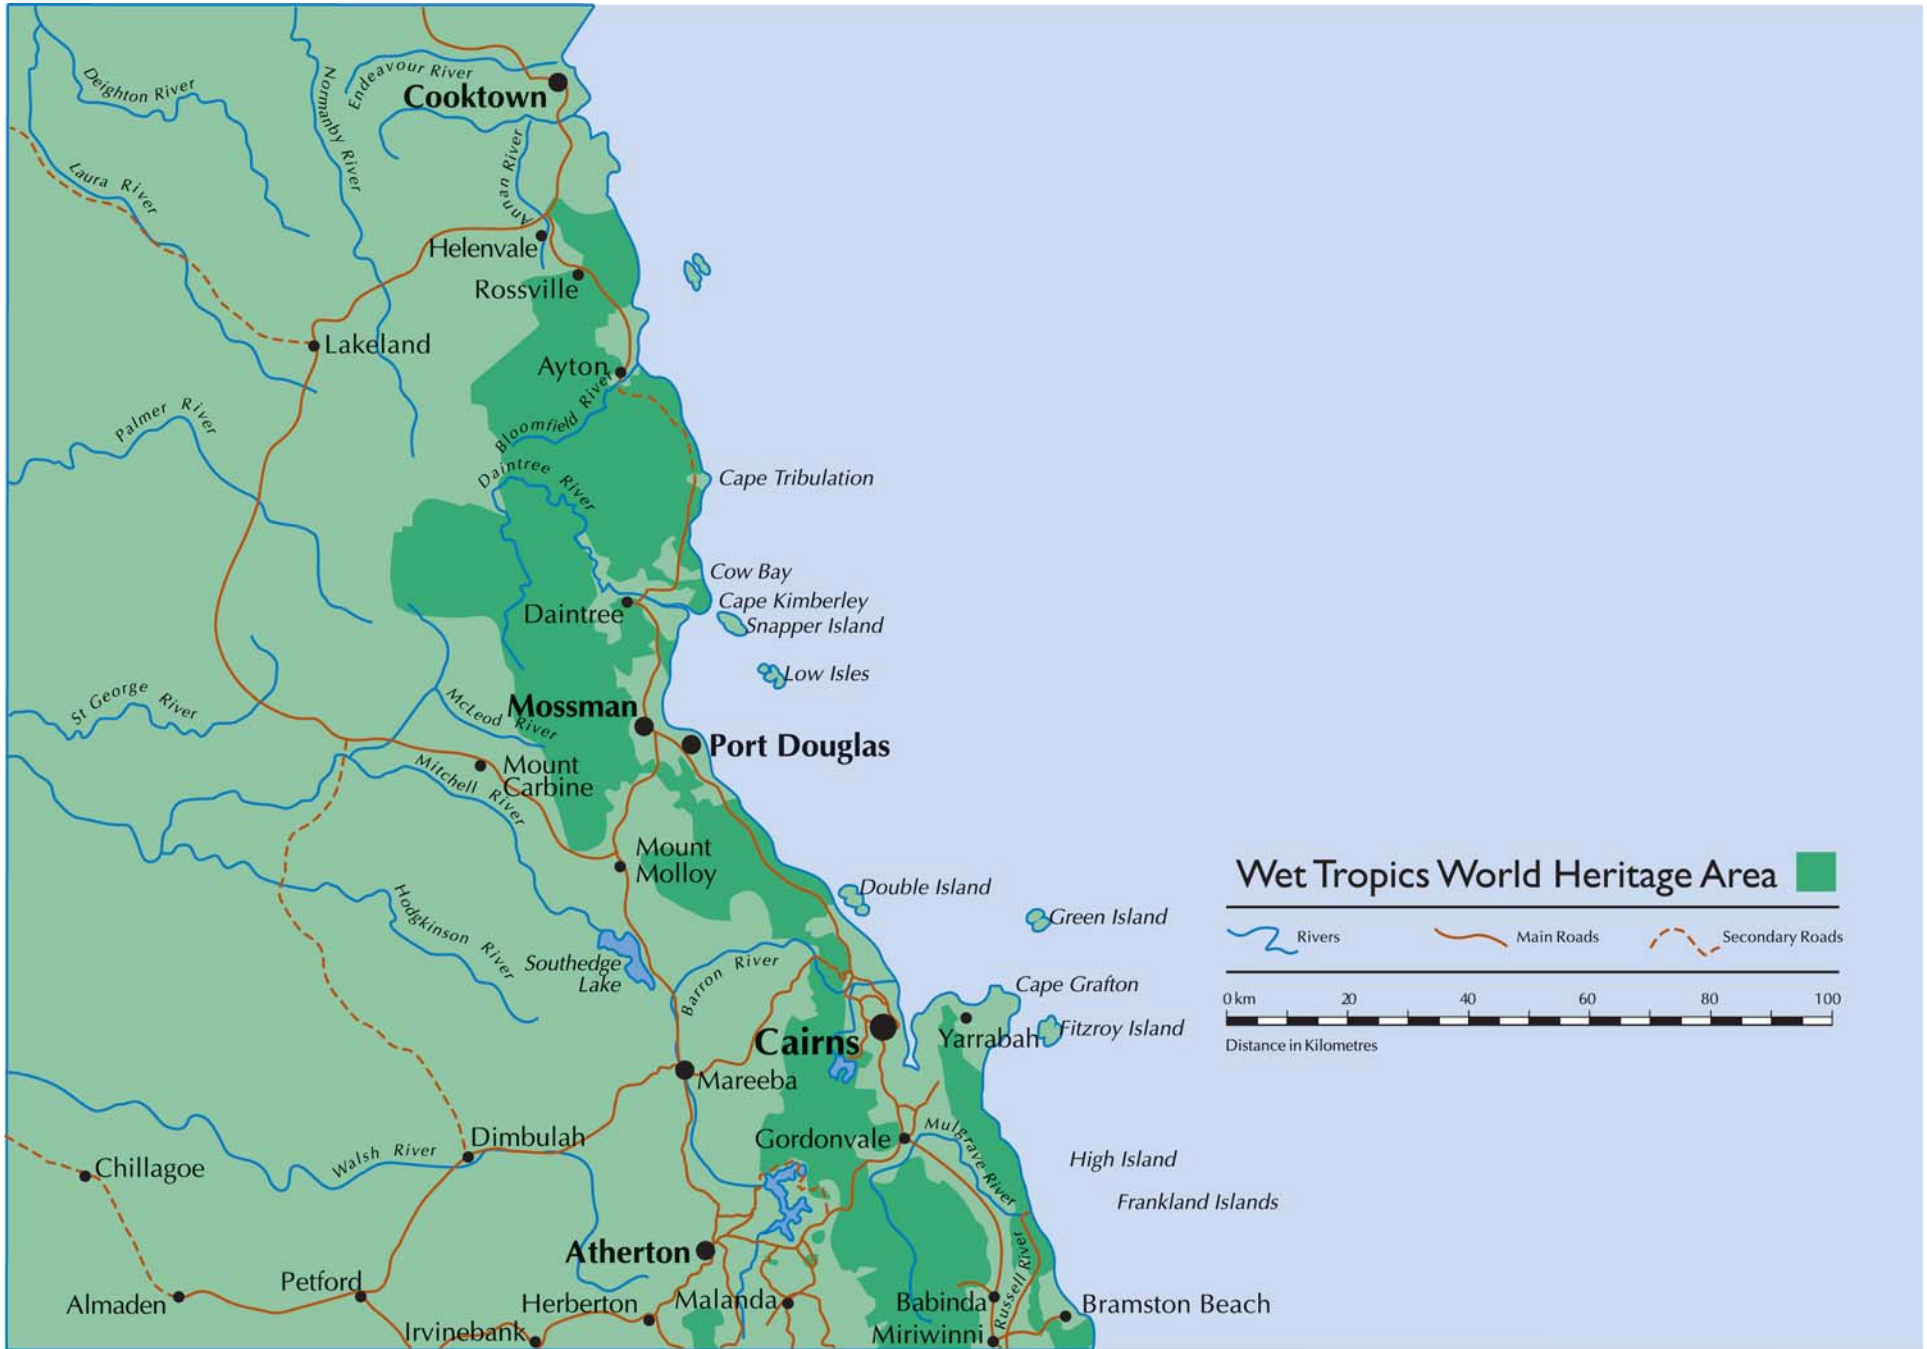 Deighton River
Normanby River
Endeavour River
Cooktown
Laura River
Annan River
Helenvale
Rossville
Lakeland
Ayton
Palmer River
Bloomfield River
Daintree River
Cape Tribulation
Cow Bay
Cape Kimberley
Daintree
Snapper Island
Low Isles
St George River
McLeod River
Mossman
Port Douglas
Mount
Carbine
Mitchell River
Mount
Molloy
Wet Tropics World Heritage Area
Double Island
Hodgkinson River
Green Island
Rivers
Main Roads
Secondary Roads
Southedge
Lake
Barron River
Cape Grafton
0 km 20 40 60 80 100
Fitzroy Island
Cairns
Yarrabah
Distance in Kilometres
Mareeba
Mulgrave River
Dimbulah
Gordonvale
Walsh River
Chillagoe
High Island
Frankland Islands
Atherton
Russell River
Petford
Almaden
Herberton
Malanda
Babinda
Bramston Beach
Irvinebank
Miriwinni